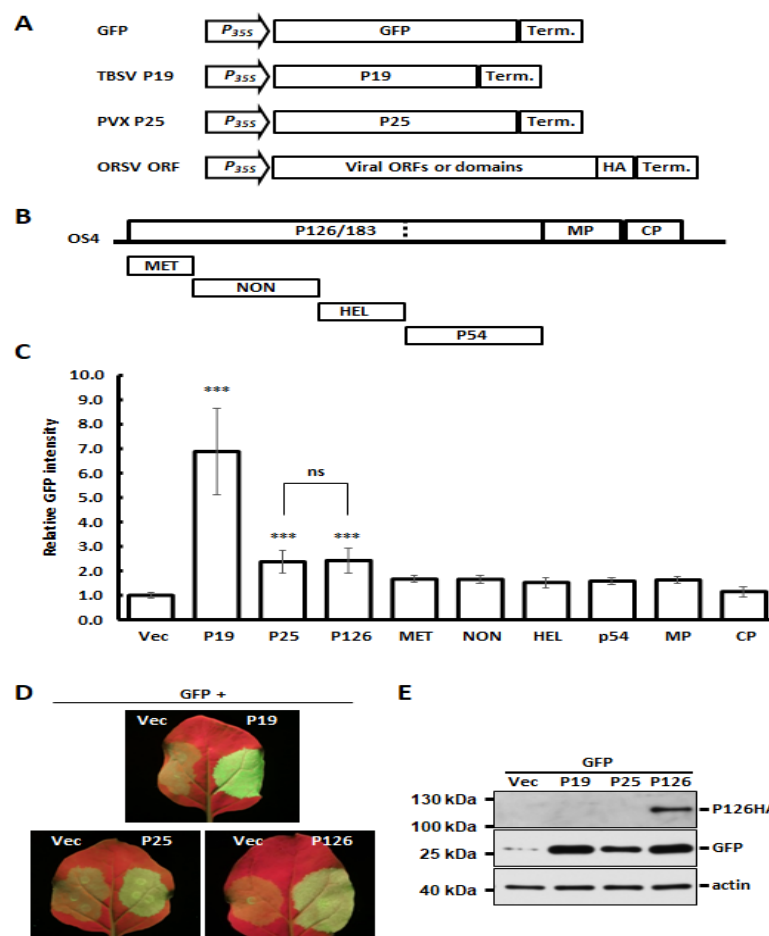 A
GFP P35S GFP Term.
TBSV P19 P35S P19 Term.
PVX P25 P35S P25 Term.
ORSV ORF P35S Viral ORFs or domains HA Term.
B
OS4 P126/183 MP CP
MET
NON
HEL
P54
C
Relative GFP intensity
10.0
9.0
8.0
7.0
6.0
5.0
4.0
3.0
2.0
1.0
0.0
***
ns
*** ***
Vec P19 P25 P126 MET NON HEL p54 MP CP
D
GFP +
Vec P19
Vec P25 Vec P126
E
GFP
Vec P19 P25 P126
130 kDa
P126HA
100 kDa
25 kDa GFP
40 kDa actin